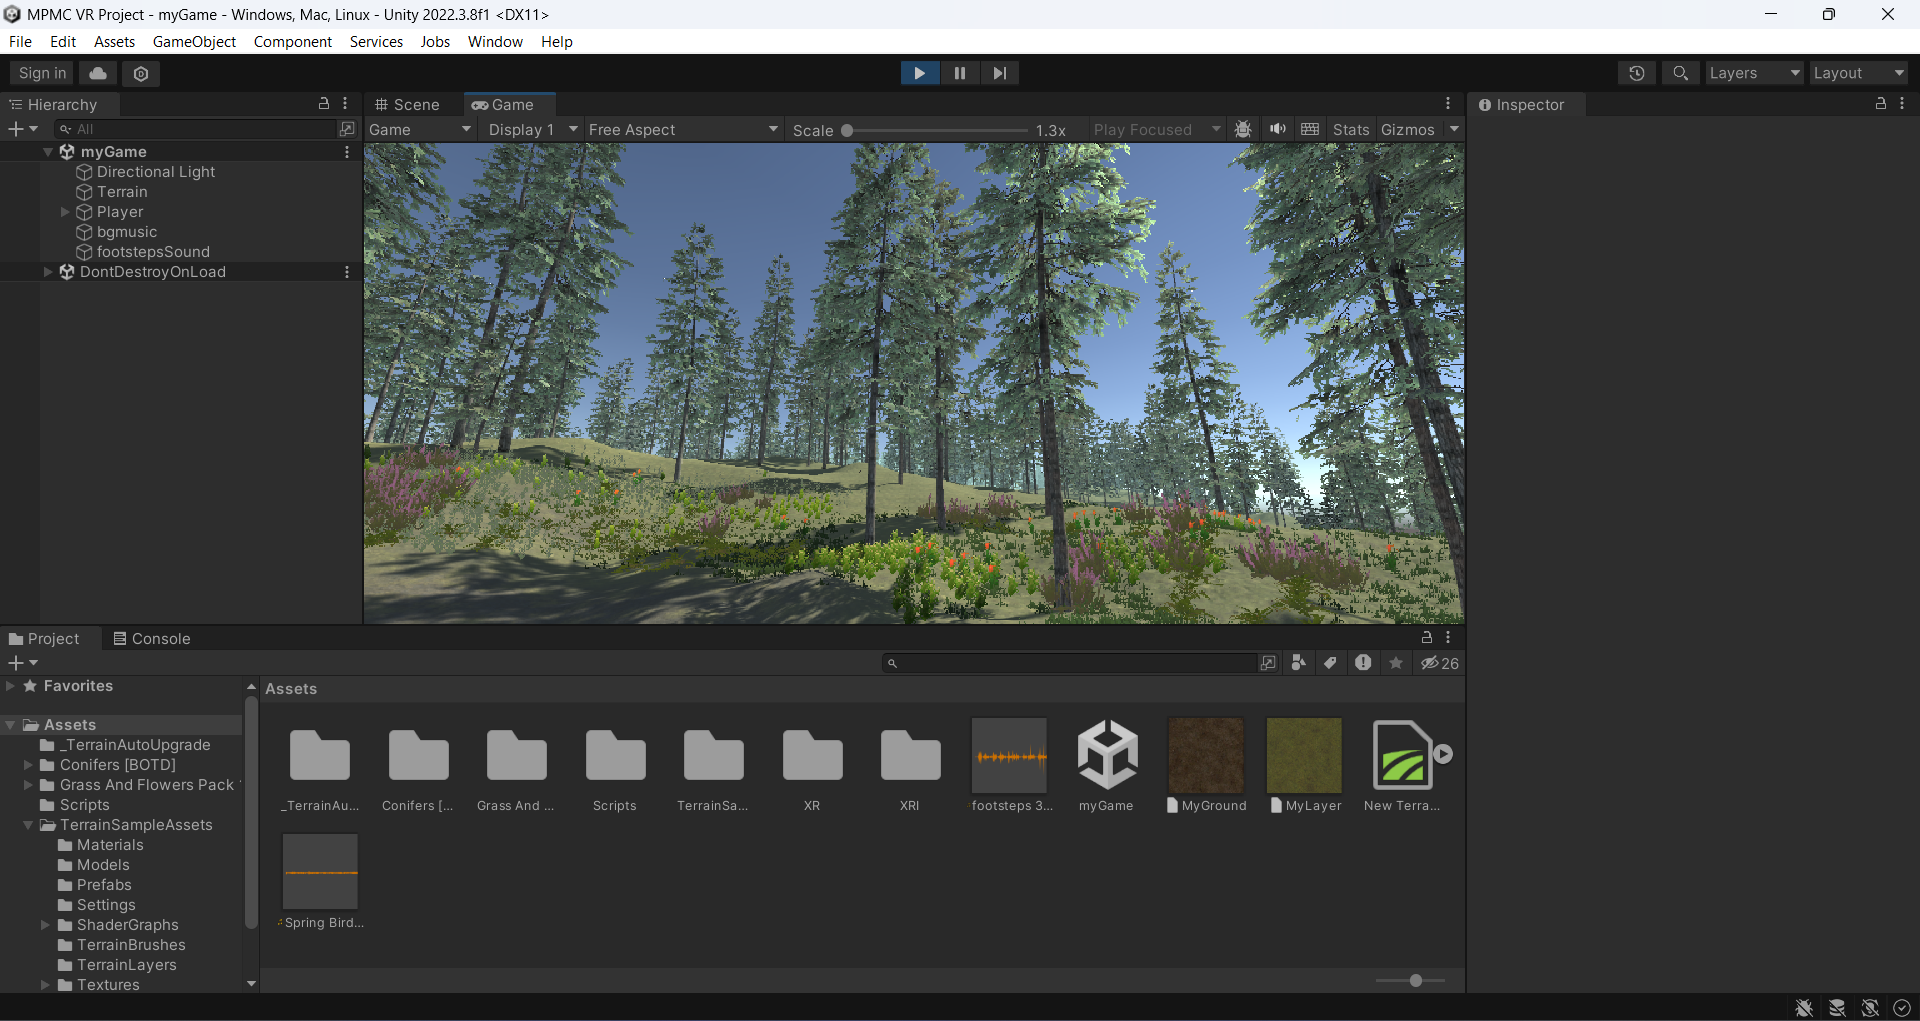 MPMC VR Project - myGame - Windows, Mac, Linux - Unity 2022.3.8f1 <DX11>
File Edit Assets GameObject Component Services Jobs Window Help
Sign in Layers Layout
Hierarchy
All
myGame
Directional Light
Terrain
Player
bgmusic
footstepsSound
DontDestroyOnLoad
Scene Game
Game Display 1 Free Aspect Scale 1.3x Play Focused Stats Gizmos
Inspector
Project Console
26
Favorites
Assets
_TerrainAutoUpgrade
Conifers [BOTD]
Grass And Flowers Pack
Scripts
TerrainSampleAssets
Materials
Models
Prefabs
Settings
ShaderGraphs
TerrainBrushes
TerrainLayers
Textures
Assets
_TerrainAu... Conifers [... Grass And ... Scripts TerrainSa... XR XRI footsteps 3... myGame MyGround MyLayer New Terra...
Spring Bird...